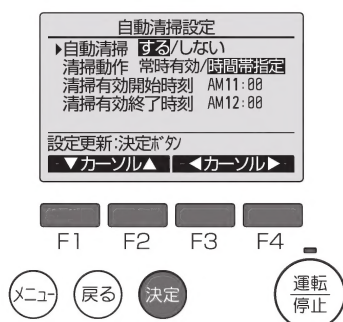 自動清掃設定
▶自動清掃 する/しない
清掃動作 常時有効/時間帯指定
清掃有効開始時刻 AM11:00
清掃有効終了時刻 AM12:00
設定更新:決定ボタン
▼カーソル▲ ◀カーソル▶
F1 F2 F3 F4
メニュー 戻る 決定 運転
停止